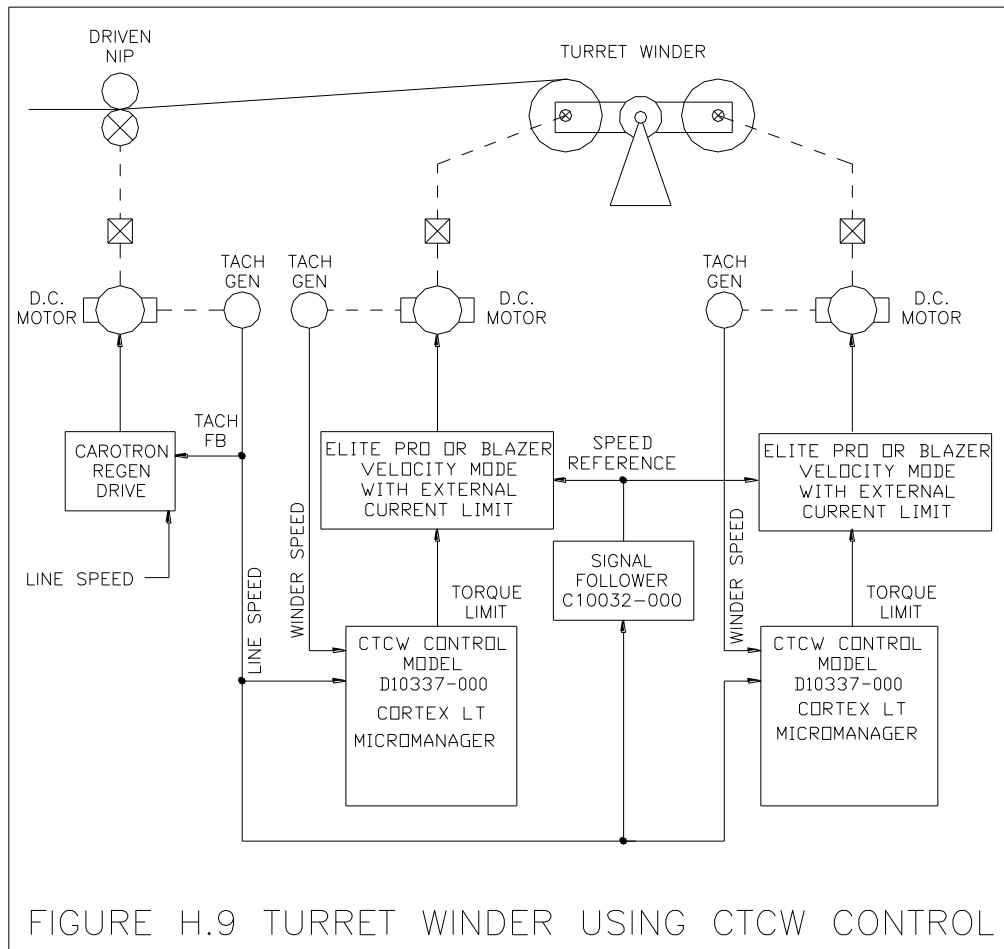 DRIVEN
NIP
TURRET WINDER
TACH
GEN
TACH
GEN
TACH
GEN
D.C.
MOTOR
D.C.
MOTOR
D.C.
MOTOR
TACH
FB
CAROTRON
REGEN
DRIVE
LINE SPEED
LINE SPEED
WINDER SPEED
ELITE PRO OR BLAZER
VELOCITY MODE
WITH EXTERNAL
CURRENT LIMIT
SPEED
REFERENCE
ELITE PRO OR BLAZER
VELOCITY MODE
WITH EXTERNAL
CURRENT LIMIT
SIGNAL
FOLLOWER
C10032-000
WINDER SPEED
TORQUE
LIMIT
TORQUE
LIMIT
CTCW CONTROL
MODEL
D10337-000
CORTEX LT
MICROMANAGER
CTCW CONTROL
MODEL
D10337-000
CORTEX LT
MICROMANAGER
FIGURE H.9 TURRET WINDER USING CTCW CONTROL